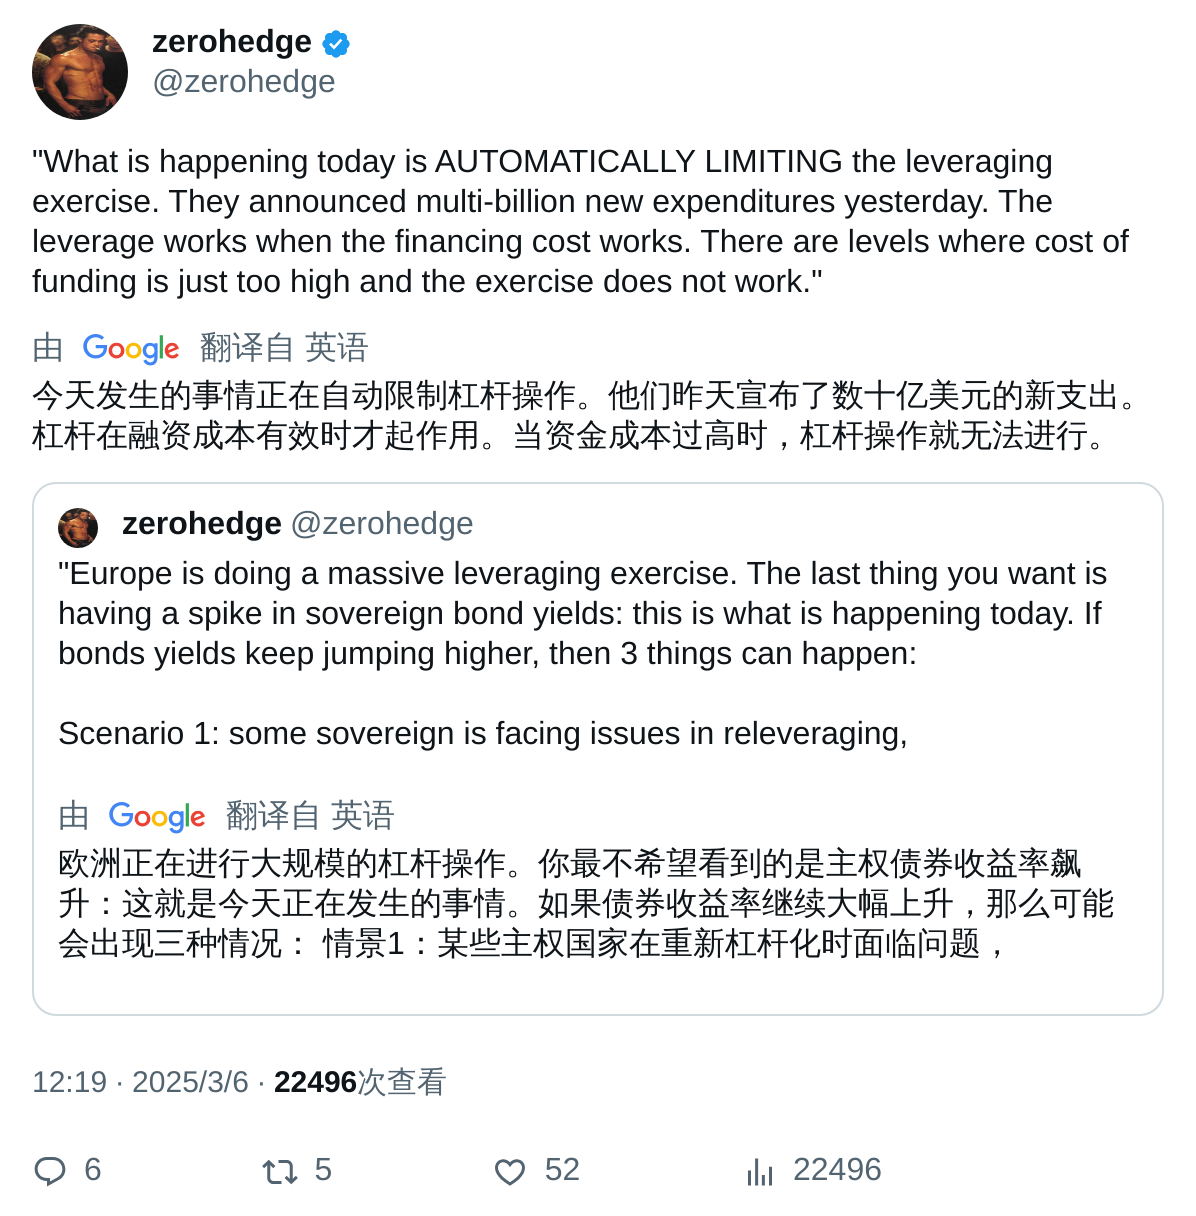 zerohedge
@zerohedge
"What is happening today is AUTOMATICALLY LIMITING the leveraging
exercise. They announced multi-billion new expenditures yesterday. The
leverage works when the financing cost works. There are levels where cost of
funding is just too high and the exercise does not work."
由 Google 翻译自 英语
今天发生的事情正在自动限制杠杆操作。他们昨天宣布了数十亿美元的新支出。
杠杆在融资成本有效时才起作用。当资金成本过高时，杠杆操作就无法进行。
zerohedge @zerohedge
"Europe is doing a massive leveraging exercise. The last thing you want is
having a spike in sovereign bond yields: this is what is happening today. If
bonds yields keep jumping higher, then 3 things can happen:
Scenario 1: some sovereign is facing issues in releveraging,
由 Google 翻译自 英语
欧洲正在进行大规模的杠杆操作。你最不希望看到的是主权债券收益率飙
升：这就是今天正在发生的事情。如果债券收益率继续大幅上升，那么可能
会出现三种情况： 情景1：某些主权国家在重新杠杆化时面临问题，
12:19 · 2025/3/6 · 22496次查看
6 5 52 22496